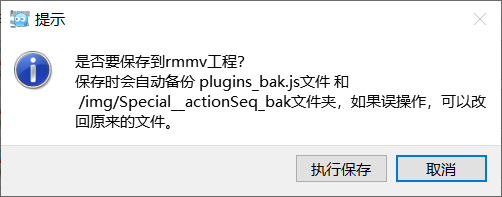 提示
是否要保存到rmmv工程？
保存时会自动备份 plugins_bak.js文件 和
/img/Special__actionSeq_bak文件夹，如果误操作，可以改
回原来的文件。
执行保存
取消